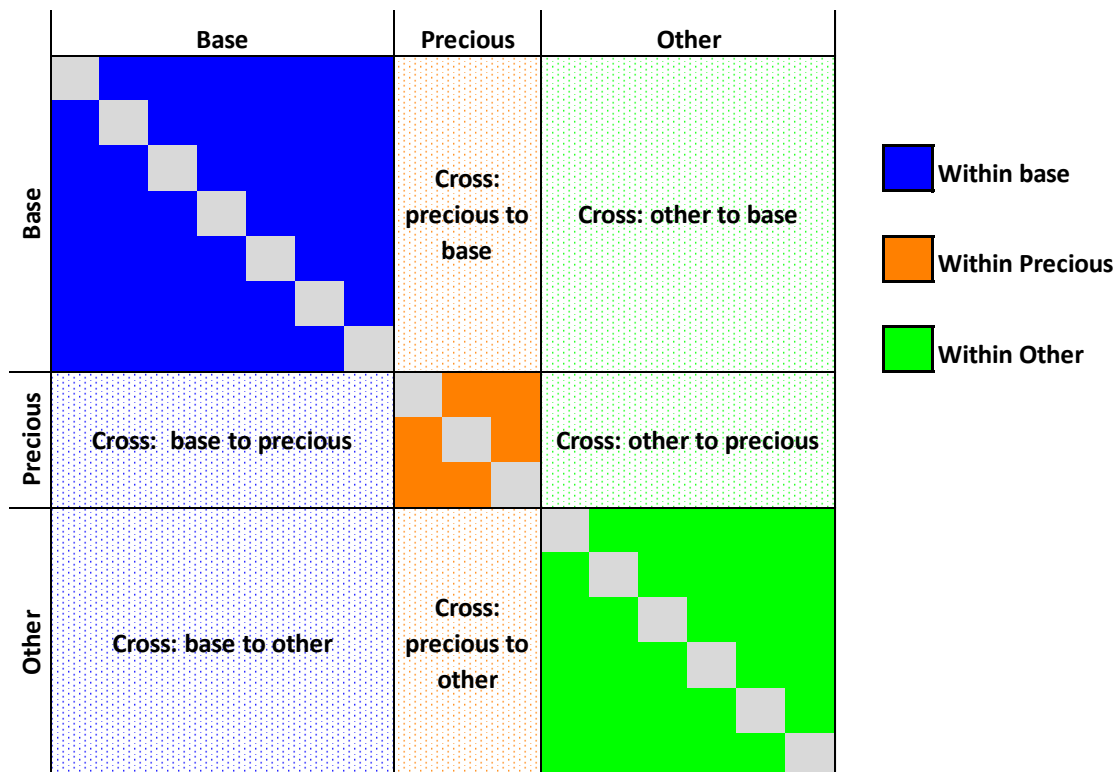 Base Precious Other
Base
Cross:
precious to
base
Cross: other to base
Within base
Within Precious
Within Other
Precious
Cross:  base to precious
Cross: other to precious
Other
Cross: base to other
Cross:
precious to
other